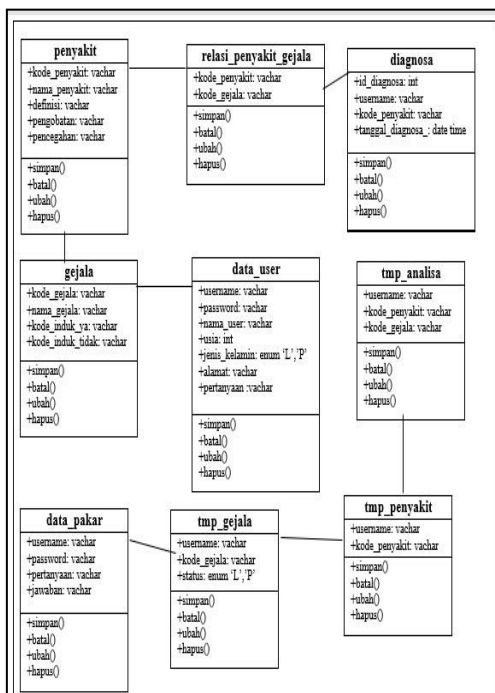 penyakit
+kode_penyakit: vachar
+nama_penyakit: vachar
+definisi: vachar
+pengobatan: vachar
+pencegahan: vachar
+simpan()
+batal()
+ubah()
+hapus()
relasi_penyakit_gejala
+kode_penyakit: vachar
+kode_gejala: vachar
+simpan()
+batal()
+ubah()
+hapus()
diagnosa
+id_diagnosa: int
+username: vachar
+kode_penyakit: vachar
+tanggal_diagnosa_: date time
+simpan()
+batal()
+ubah()
+hapus()
gejala
+kode_gejala: vachar
+nama_gejala: vachar
+kode_induk_ya: vachar
+kode_induk_tidak: vachar
+simpan()
+batal()
+ubah()
+hapus()
data_user
+username: vachar
+password: vachar
+nama_user: vachar
+usia: int
+jenis_kelamin: enum ‘L’,’P’
+alamat: vachar
+pertanyaan :vachar
+simpan()
+batal()
+ubah()
+hapus()
tmp_analisa
+username: vachar
+kode_penyakit: vachar
+kode_gejala: vachar
+simpan()
+batal()
+ubah()
+hapus()
data_pakar
+username: vachar
+password: vachar
+pertanyaan: vachar
+jawaban: vachar
+simpan()
+batal()
+ubah()
+hapus()
tmp_gejala
+username: vachar
+kode_gejala: vachar
+status: enum ‘L’,’P’
+simpan()
+batal()
+ubah()
+hapus()
tmp_penyakit
+username: vachar
+kode_penyakit: vachar
+simpan()
+batal()
+ubah()
+hapus()